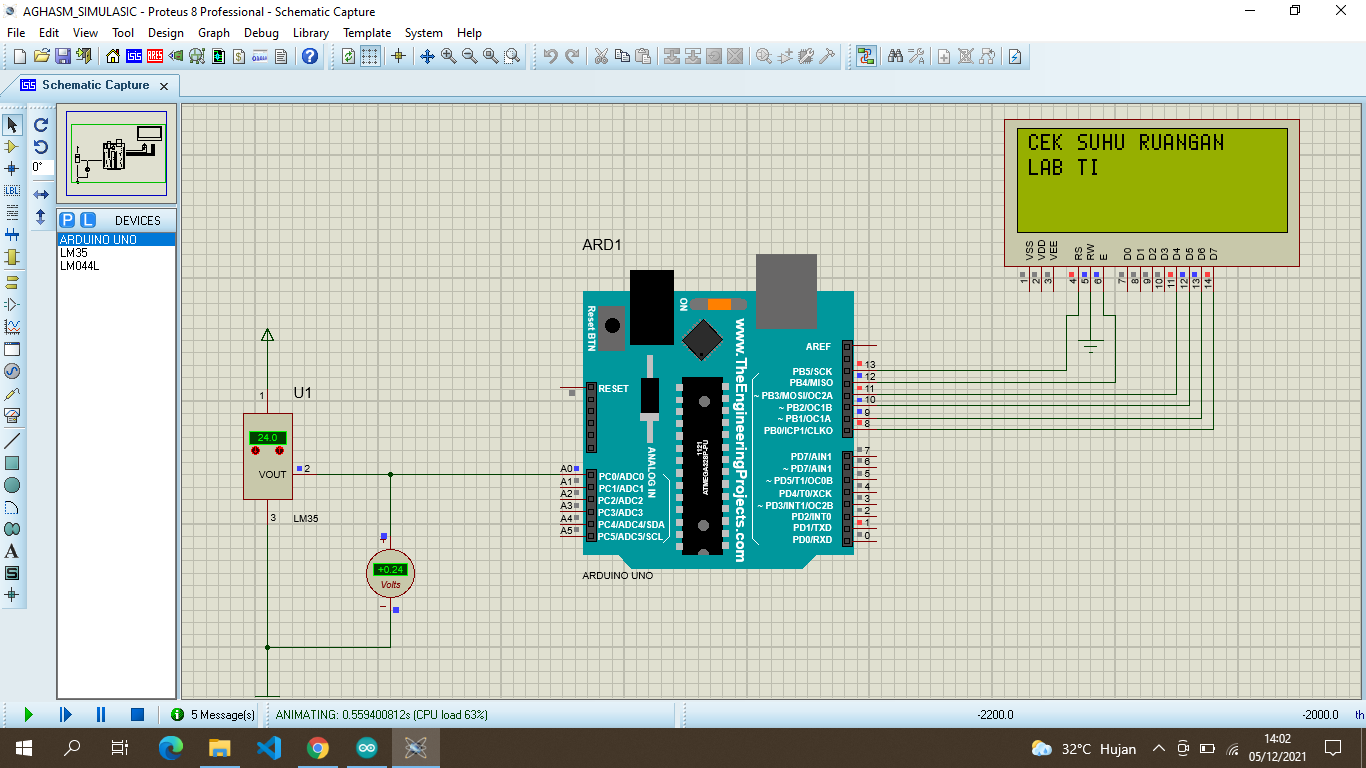 AGHASM_SIMULASIC - Proteus 8 Professional - Schematic Capture
File Edit View Tool Design Graph Debug Library Template System Help
Schematic Capture
0°
LBL
P L DEVICES
ARDUINO UNO
LM35
LM044L
CEK SUHU RUANGAN
LAB TI
VSS VDD VEE RS RW E D0 D1 D2 D3 D4 D5 D6 D7
1 2 3 4 5 6 7 8 9 10 11 12 13 14
ARD1
Reset BTN
ON
www.TheEngineeringProjects.com
RESET
ANALOG IN
1121
ATMEGA328P-PU
AREF
PB5/SCK 13
PB4/MISO 12
~ PB3/MOSI/OC2A 11
~ PB2/OC1B 10
~ PB1/OC1A 9
PB0/ICP1/CLKO 8
PD7/AIN1 7
~ PD7/AIN1 6
~ PD5/T1/OC0B 5
PD4/T0/XCK 4
~ PD3/INT1/OC2B 3
PD2/INT0 2
PD1/TXD 1
PD0/RXD 0
A0 PC0/ADC0
A1 PC1/ADC1
A2 PC2/ADC2
A3 PC3/ADC3
A4 PC4/ADC4/SDA
A5 PC5/ADC5/SCL
ARDUINO UNO
U1
1
24.0
VOUT
2
3
LM35
+0.24
Volts
5 Message(s)
ANIMATING: 0.559400812s (CPU load 63%)
-2200.0
-2000.0
th
32°C Hujan
14:02
05/12/2021